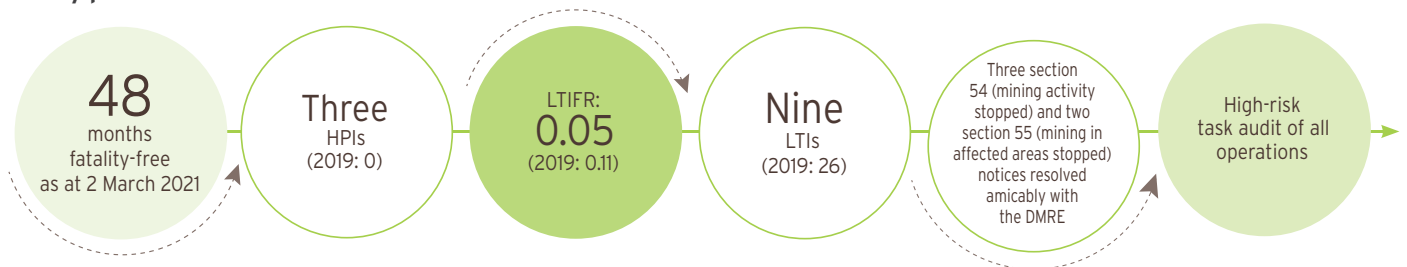 48
months
fatality-free
as at 2 March 2021
Three
HPIs
(2019: 0)
LTIFR:
0.05
(2019: 0.11)
Nine
LTIs
(2019: 26)
Three section
54 (mining activity
stopped) and two
section 55 (mining in
affected areas stopped)
notices resolved
amicably with
the DMRE
High-risk
task audit of all
operations